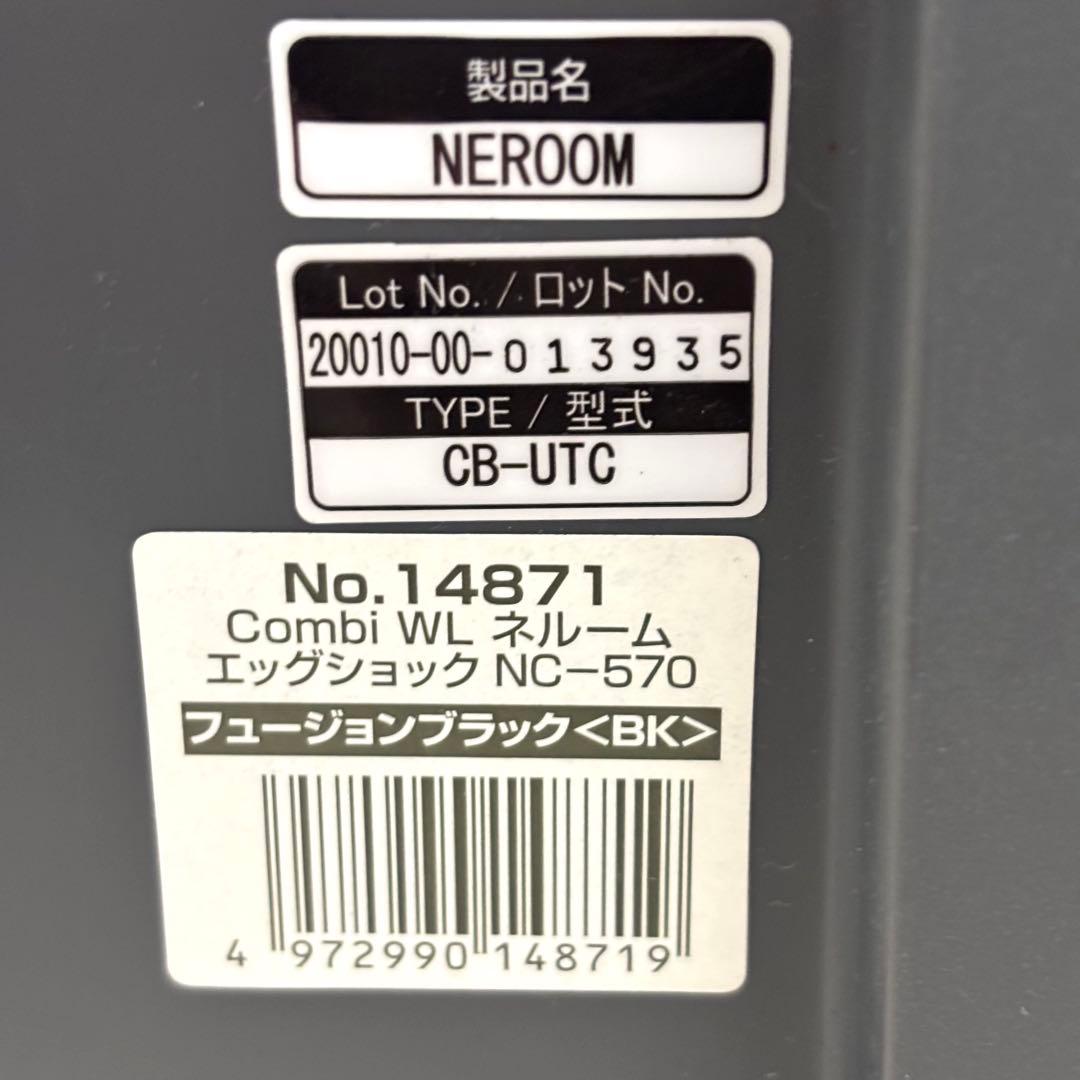 製品名
NEROOM
Lot No. / ロット No.
20010-00-013935
TYPE / 型式
CB-UTC
No.14871
Combi WL ネルーム
エッグショック NC-570
フュージョンブラック<BK>
4 972990 148719